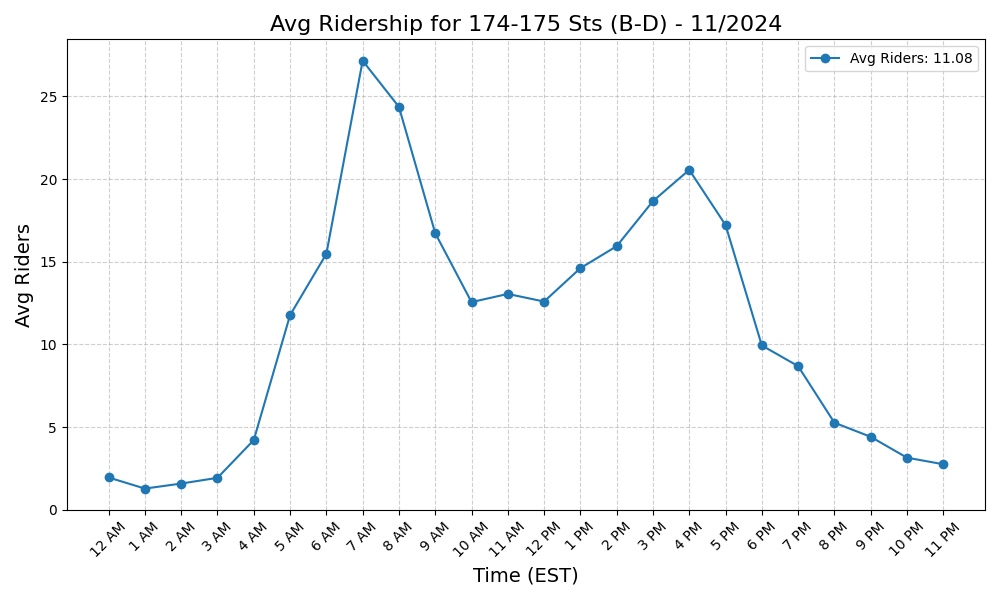 Avg Ridership for 174-175 Sts (B-D) - 11/2024
Avg Riders: 11.08
Avg Riders
25
20
15
10
5
0
12 AM
1 AM
2 AM
3 AM
4 AM
5 AM
6 AM
7 AM
8 AM
9 AM
10 AM
11 AM
12 PM
1 PM
2 PM
3 PM
4 PM
5 PM
6 PM
7 PM
8 PM
9 PM
10 PM
11 PM
Time (EST)